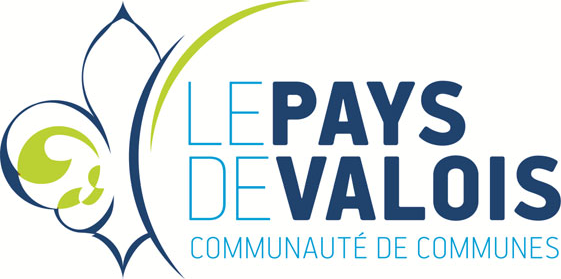 LE PAYS
DE VALOIS
COMMUNAUTÉ DE COMMUNES